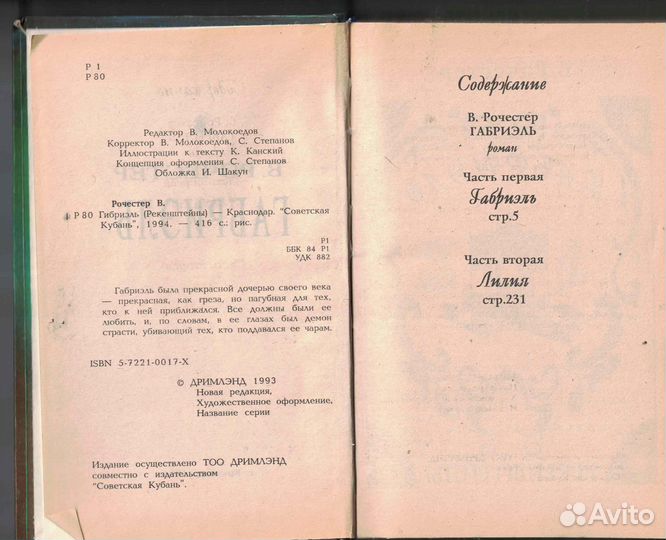 Р 1
Р 80
Редактор В. Молокоедов
Корректор В. Молокоедов, С. Степанов
Иллюстрации к тексту К. Канский
Концепция оформления С. Степанов
Обложка И. Шакун
Рочестер В.
Р 80 Габриэль (Рекенштейны) — Краснодар. "Советская
Кубань", 1994. — 416 с.: рис.
Р1
ББК 84 Р1
УДК 882
Габриэль была прекрасной дочерью своего века
— прекрасная, как греза, но пагубная для тех,
кто к ней приближался. Все должны были ее
любить, и, по словам, в ее глазах был демон
страсти, убивающий тех, кто поддавался ее чарам.
ISBN 5-7221-0017-X
© ДРИМЛЭНД 1993
Новая редакция,
Художественное оформление,
Название серии
Издание осуществлено ТОО ДРИМЛЭНД
совместно с издательством
"Советская Кубань".
Содержание
В. Рочестер
ГАБРИЭЛЬ
роман
Часть первая
Габриэль
стр.5
Часть вторая
Лилия
стр.231
Avito